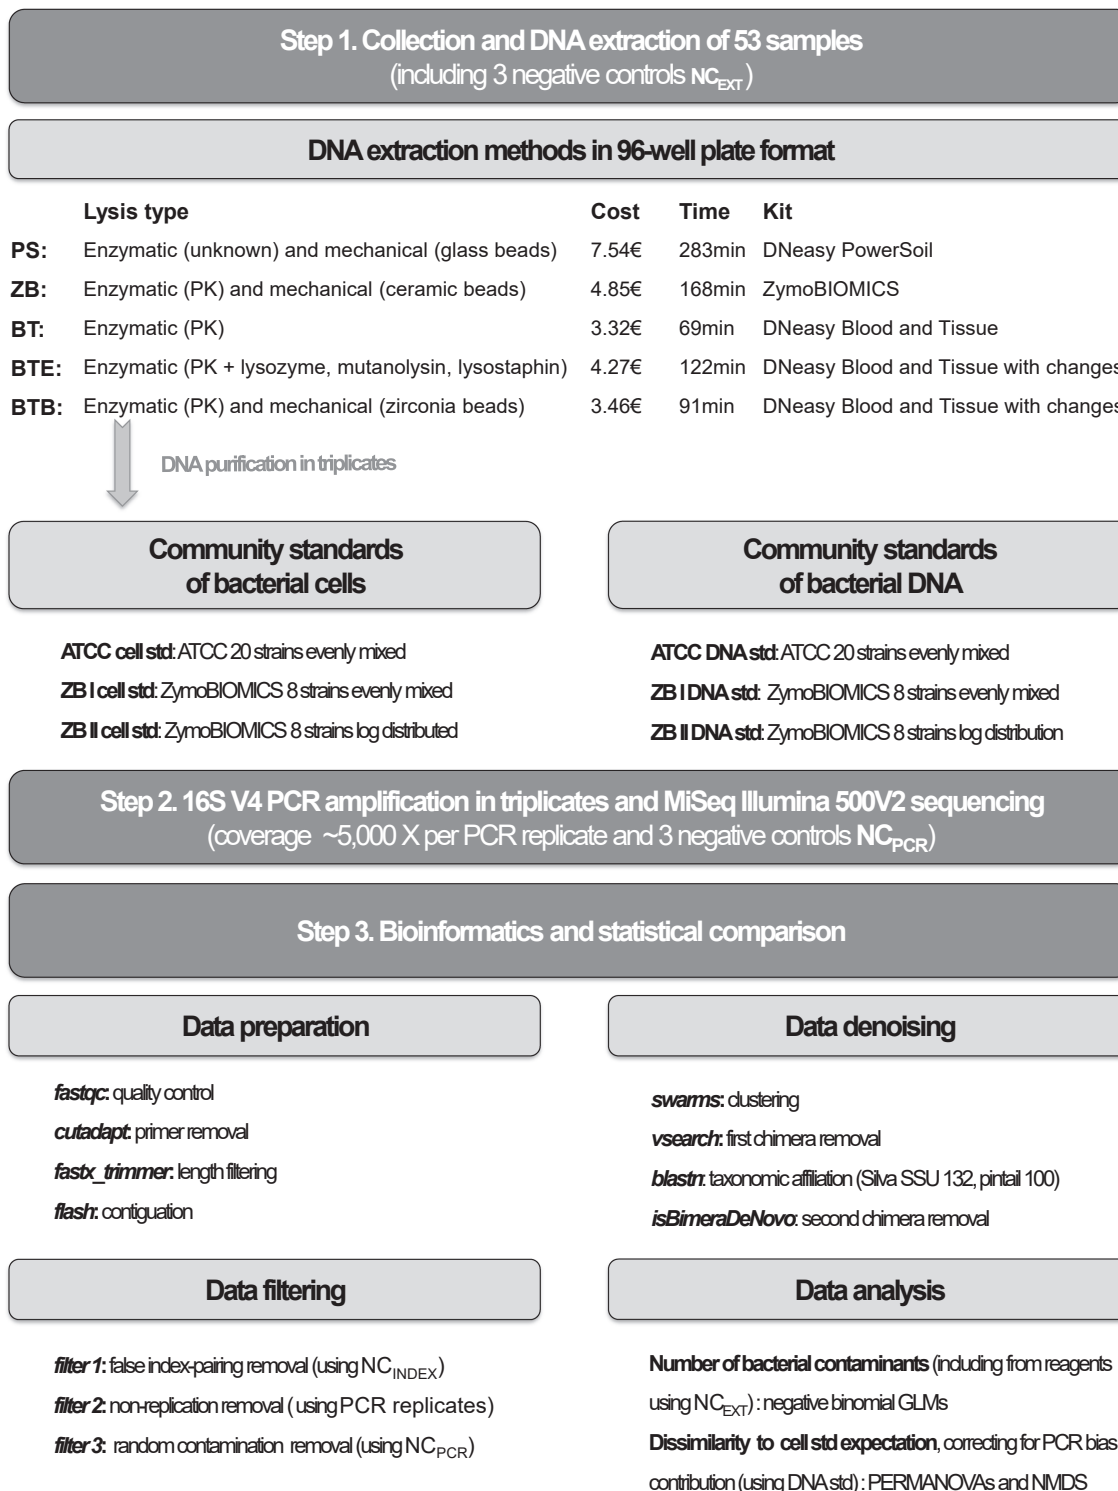 Step 1. Collection and DNA extraction of 53 samples
(including 3 negative controls NC_EXT)
DNA extraction methods in 96-well plate format
Lysis type Cost Time Kit
PS: Enzymatic (unknown) and mechanical (glass beads) 7.54€ 283min DNeasy PowerSoil
ZB: Enzymatic (PK) and mechanical (ceramic beads) 4.85€ 168min ZymoBIOMICS
BT: Enzymatic (PK) 3.32€ 69min DNeasy Blood and Tissue
BTE: Enzymatic (PK + lysozyme, mutanolysin, lysostaphin) 4.27€ 122min DNeasy Blood and Tissue with changes
BTB: Enzymatic (PK) and mechanical (zirconia beads) 3.46€ 91min DNeasy Blood and Tissue with changes
DNA purification in triplicates
Community standards
of bacterial cells
ATCC cell std: ATCC 20 strains evenly mixed
ZB I cell std: ZymoBIOMICS 8 strains evenly mixed
ZB II cell std: ZymoBIOMICS 8 strains log distributed
Community standards
of bacterial DNA
ATCC DNA std: ATCC 20 strains evenly mixed
ZB I DNA std: ZymoBIOMICS 8 strains evenly mixed
ZB II DNA std: ZymoBIOMICS 8 strains log distribution
Step 2. 16S V4 PCR amplification in triplicates and MiSeq Illumina 500V2 sequencing
(coverage ~5,000 X per PCR replicate and 3 negative controls NC_PCR)
Step 3. Bioinformatics and statistical comparison
Data preparation
fastqc: quality control
cutadapt: primer removal
fastx_trimmer: length filtering
flash: contiguation
Data denoising
swarms: clustering
vsearch: first chimera removal
blastn: taxonomic affiliation (Silva SSU 132, pintail 100)
isBimeraDeNovo: second chimera removal
Data filtering
filter 1: false index-pairing removal (using NC_INDEX)
filter 2: non-replication removal (using PCR replicates)
filter 3: random contamination removal (using NC_PCR)
Data analysis
Number of bacterial contaminants (including from reagents
using NC_EXT) : negative binomial GLMs
Dissimilarity to cell std expectation, correcting for PCR bias
contribution (using DNA std) : PERMANOVAs and NMDS